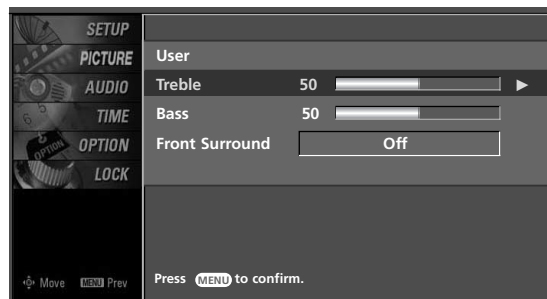 SETUP
PICTURE
AUDIO
TIME
OPTION
LOCK
Move MENU Prev
User
Treble 50
Bass 50
Front Surround Off
Press MENU to confirm.